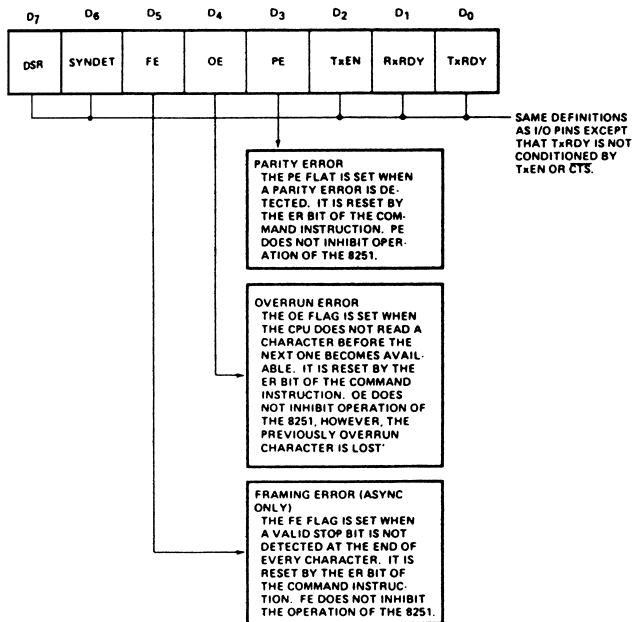 D7 D6 D5 D4 D3 D2 D1 D0
DSR SYNDET FE OE PE TxEN RxRDY TxRDY
SAME DEFINITIONS
AS I/O PINS EXCEPT
THAT TxRDY IS NOT
CONDITIONED BY
TxEN OR CTS.
PARITY ERROR
THE PE FLAT IS SET WHEN
A PARITY ERROR IS DE-
TECTED. IT IS RESET BY
THE ER BIT OF THE COM-
MAND INSTRUCTION. PE
DOES NOT INHIBIT OPER-
ATION OF THE 8251.
OVERRUN ERROR
THE OE FLAG IS SET WHEN
THE CPU DOES NOT READ A
CHARACTER BEFORE THE
NEXT ONE BECOMES AVAIL-
ABLE. IT IS RESET BY THE
ER BIT OF THE COMMAND
INSTRUCTION. OE DOES
NOT INHIBIT OPERATION OF
THE 8251, HOWEVER, THE
PREVIOUSLY OVERRUN
CHARACTER IS LOST'
FRAMING ERROR (ASYNC
ONLY)
THE FE FLAG IS SET WHEN
A VALID STOP BIT IS NOT
DETECTED AT THE END OF
EVERY CHARACTER. IT IS
RESET BY THE ER BIT OF
THE COMMAND INSTRUC-
TION. FE DOES NOT INHIBIT
THE OPERATION OF THE 8251.